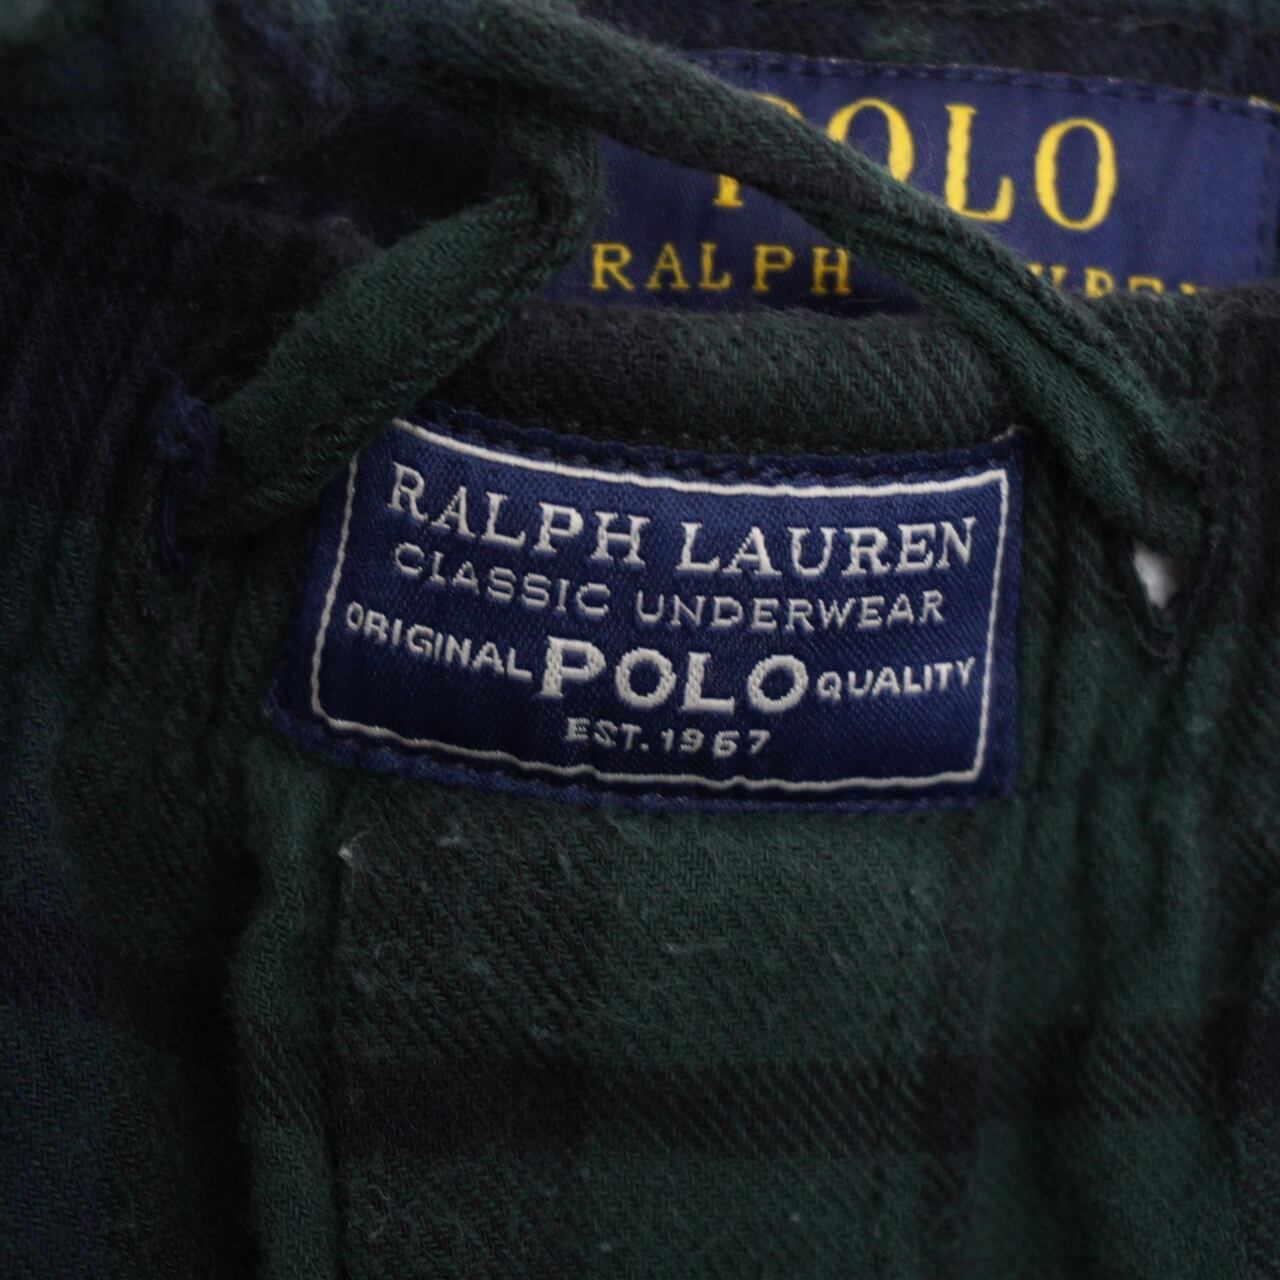 POLO
RALPH
RALPH LAUREN
CLASSIC UNDERWEAR
ORIGINAL POLO QUALITY
EST. 1967